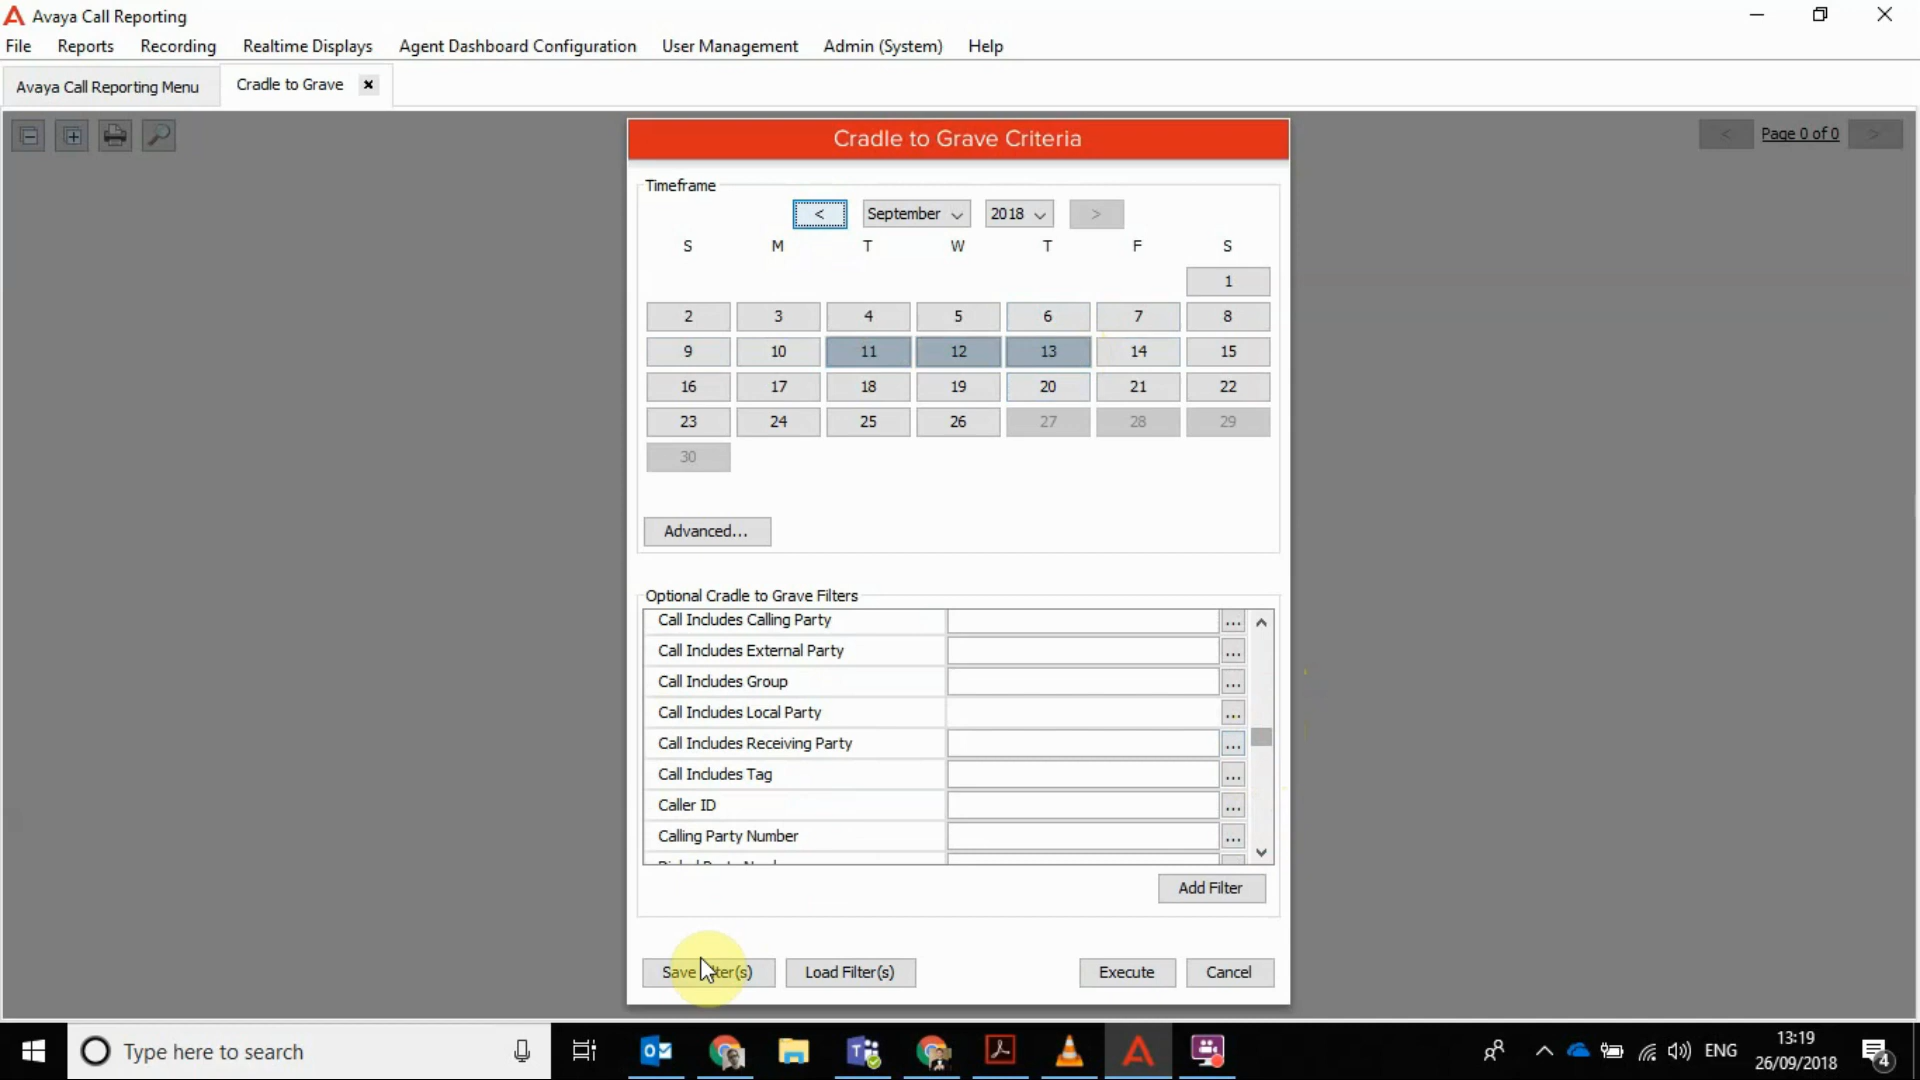 Avaya Call Reporting
File Reports Recording Realtime Displays Agent Dashboard Configuration User Management Admin (System) Help
Avaya Call Reporting Menu Cradle to Grave
Cradle to Grave Criteria
< Page 0 of 0 >
Timeframe
< September 2018 >
S M T W T F S
1
2 3 4 5 6 7 8
9 10 11 12 13 14 15
16 17 18 19 20 21 22
23 24 25 26 27 28 29
30
Advanced...
Optional Cradle to Grave Filters
Call Includes Calling Party ...
Call Includes External Party ...
Call Includes Group ...
Call Includes Local Party ...
Call Includes Receiving Party ...
Call Includes Tag ...
Caller ID ...
Calling Party Number ...
Add Filter
Save Filter(s) Load Filter(s) Execute Cancel
Type here to search ENG 13:19
26/09/2018 4